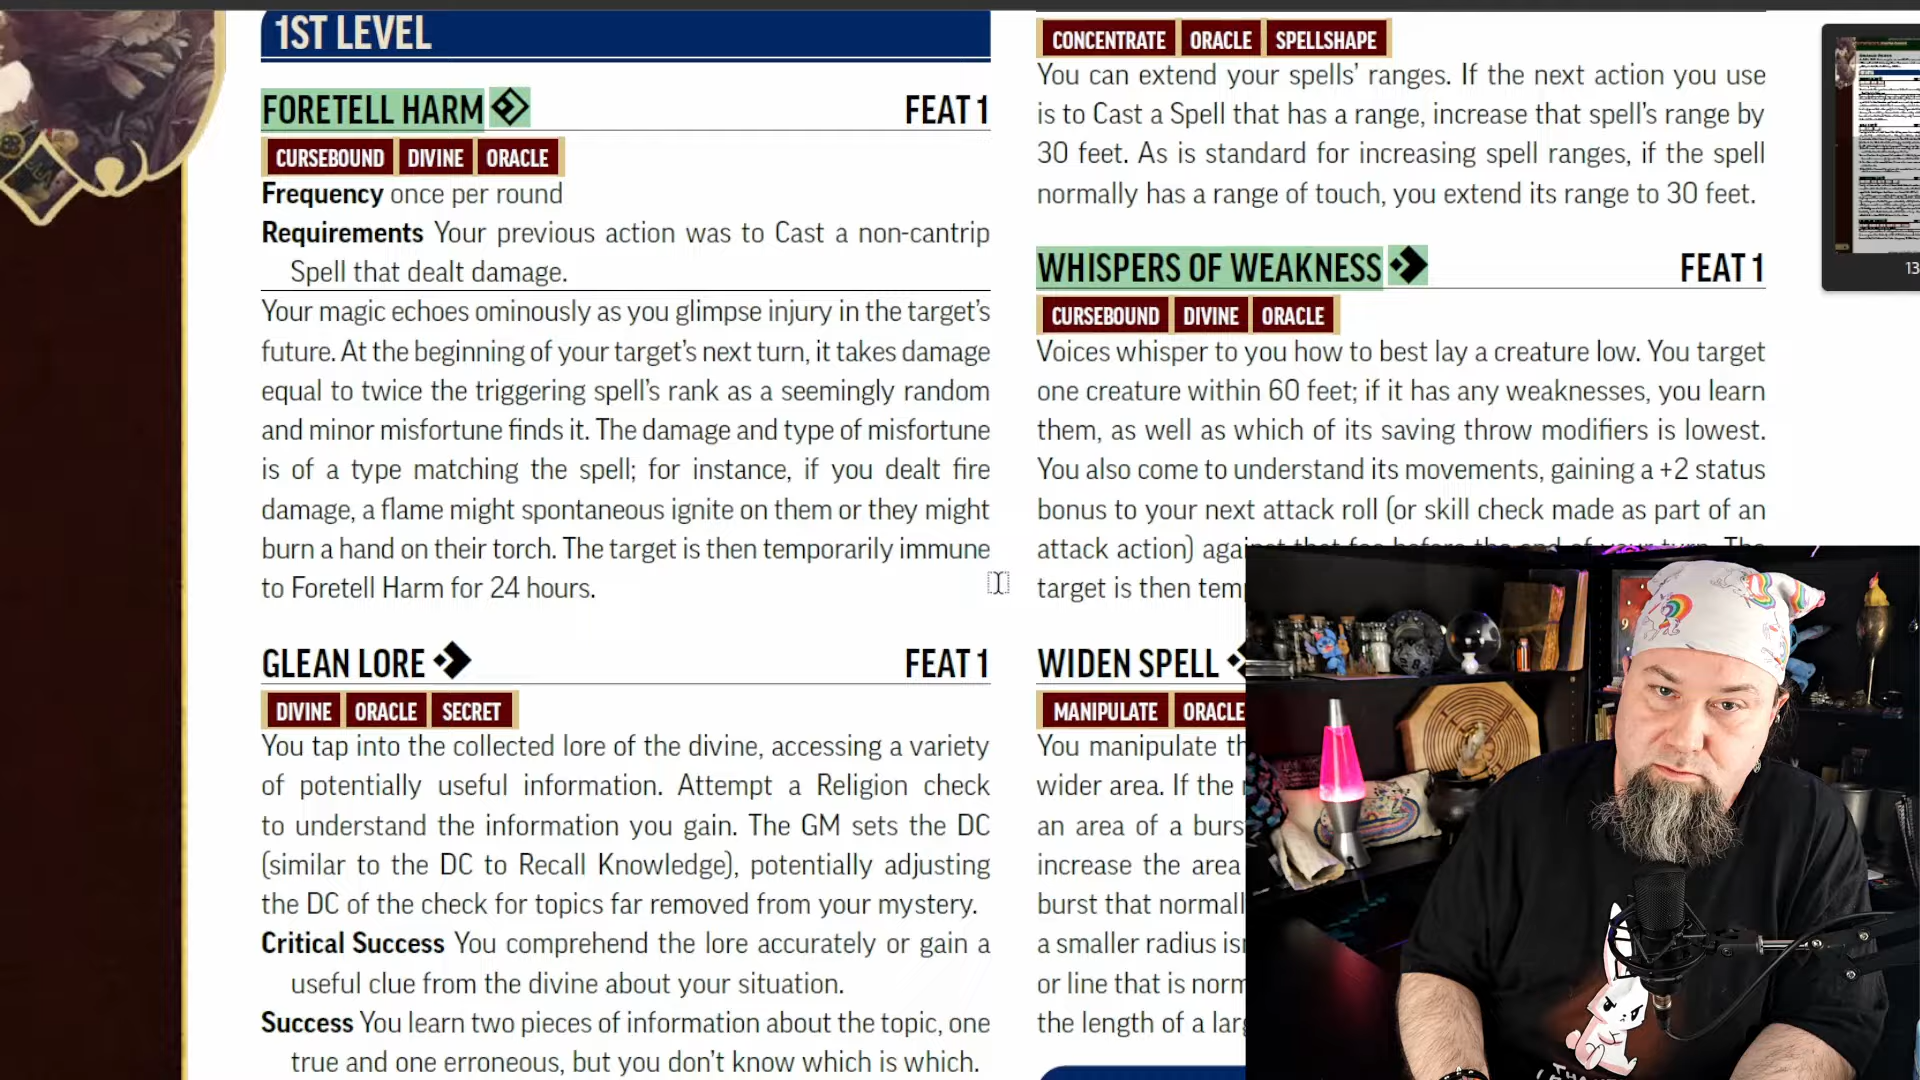 1ST LEVEL
FORETELL HARM
FEAT 1
CURSEBOUND DIVINE ORACLE
Frequency once per round
Requirements Your previous action was to Cast a non-cantrip
Spell that dealt damage.
Your magic echoes ominously as you glimpse injury in the target's
future. At the beginning of your target's next turn, it takes damage
equal to twice the triggering spell's rank as a seemingly random
and minor misfortune finds it. The damage and type of misfortune
is of a type matching the spell; for instance, if you dealt fire
damage, a flame might spontaneous ignite on them or they might
burn a hand on their torch. The target is then temporarily immune
to Foretell Harm for 24 hours.
GLEAN LORE
FEAT 1
DIVINE ORACLE SECRET
You tap into the collected lore of the divine, accessing a variety
of potentially useful information. Attempt a Religion check
to understand the information you gain. The GM sets the DC
(similar to the DC to Recall Knowledge), potentially adjusting
the DC of the check for topics far removed from your mystery.
Critical Success You comprehend the lore accurately or gain a
useful clue from the divine about your situation.
Success You learn two pieces of information about the topic, one
true and one erroneous, but you don't know which is which.
CONCENTRATE ORACLE SPELLSHAPE
You can extend your spells' ranges. If the next action you use
is to Cast a Spell that has a range, increase that spell's range by
30 feet. As is standard for increasing spell ranges, if the spell
normally has a range of touch, you extend its range to 30 feet.
WHISPERS OF WEAKNESS
FEAT 1
CURSEBOUND DIVINE ORACLE
Voices whisper to you how to best lay a creature low. You target
one creature within 60 feet; if it has any weaknesses, you learn
them, as well as which of its saving throw modifiers is lowest.
You also come to understand its movements, gaining a +2 status
bonus to your next attack roll (or skill check made as part of an
attack action) against that foe before the end of your turn. The
target is then
WIDEN SPELL
MANIPULATE ORACLE
You manipulate
wider area. If the
an area of a
increase the area
burst that
a smaller radius
or line that is
the length of a
13